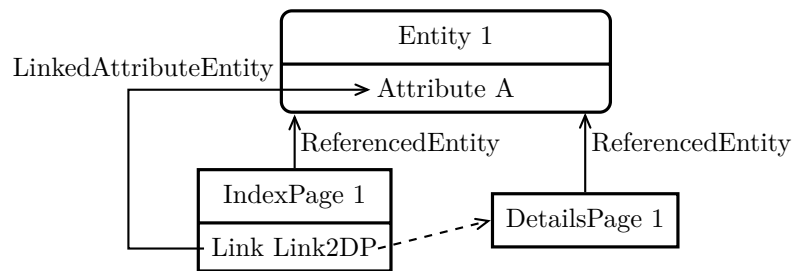 Entity 1
LinkedAttributeEntity
Attribute A
ReferencedEntity
ReferencedEntity
IndexPage 1
DetailsPage 1
Link Link2DP